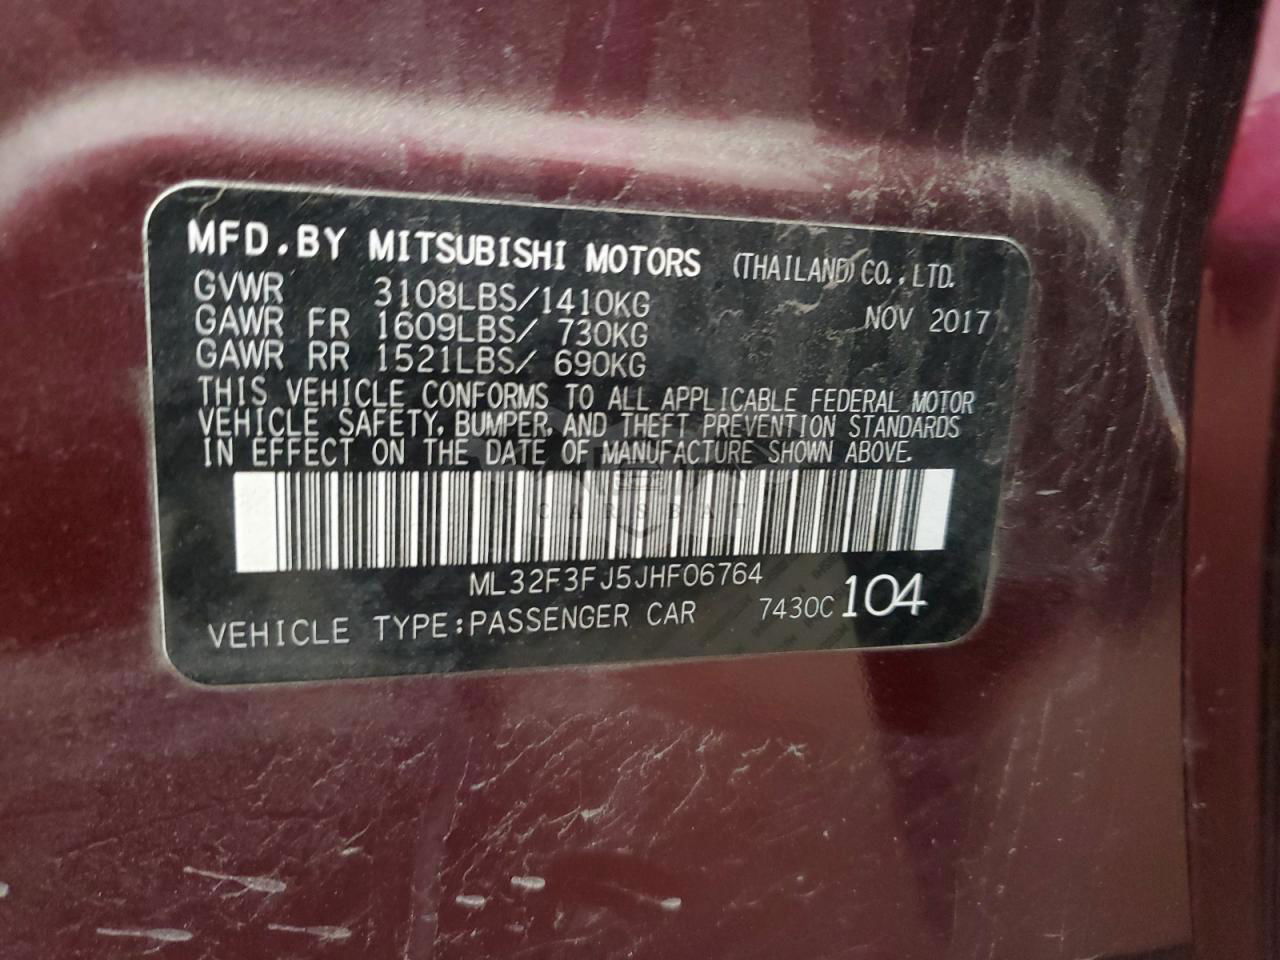 MFD.BY MITSUBISHI MOTORS (THAILAND) CO., LTD.
GVWR 3108LBS/1410KG
NOV 2017
GAWR FR 1609LBS/ 730KG
GAWR RR 1521LBS/ 690KG
THIS VEHICLE CONFORMS TO ALL APPLICABLE FEDERAL MOTOR
VEHICLE SAFETY, BUMPER, AND THEFT PREVENTION STANDARDS
IN EFFECT ON THE DATE OF MANUFACTURE SHOWN ABOVE.
ML32F3FJ5JHF06764
VEHICLE TYPE:PASSENGER CAR 7430C 104